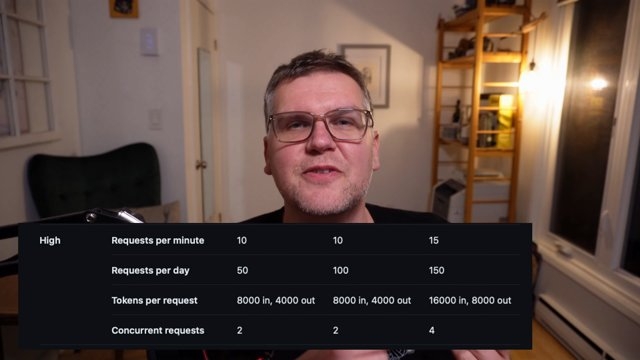 High Requests per minute 10 10 15
Requests per day 50 100 150
Tokens per request 8000 in, 4000 out 8000 in, 4000 out 16000 in, 8000 out
Concurrent requests 2 2 4